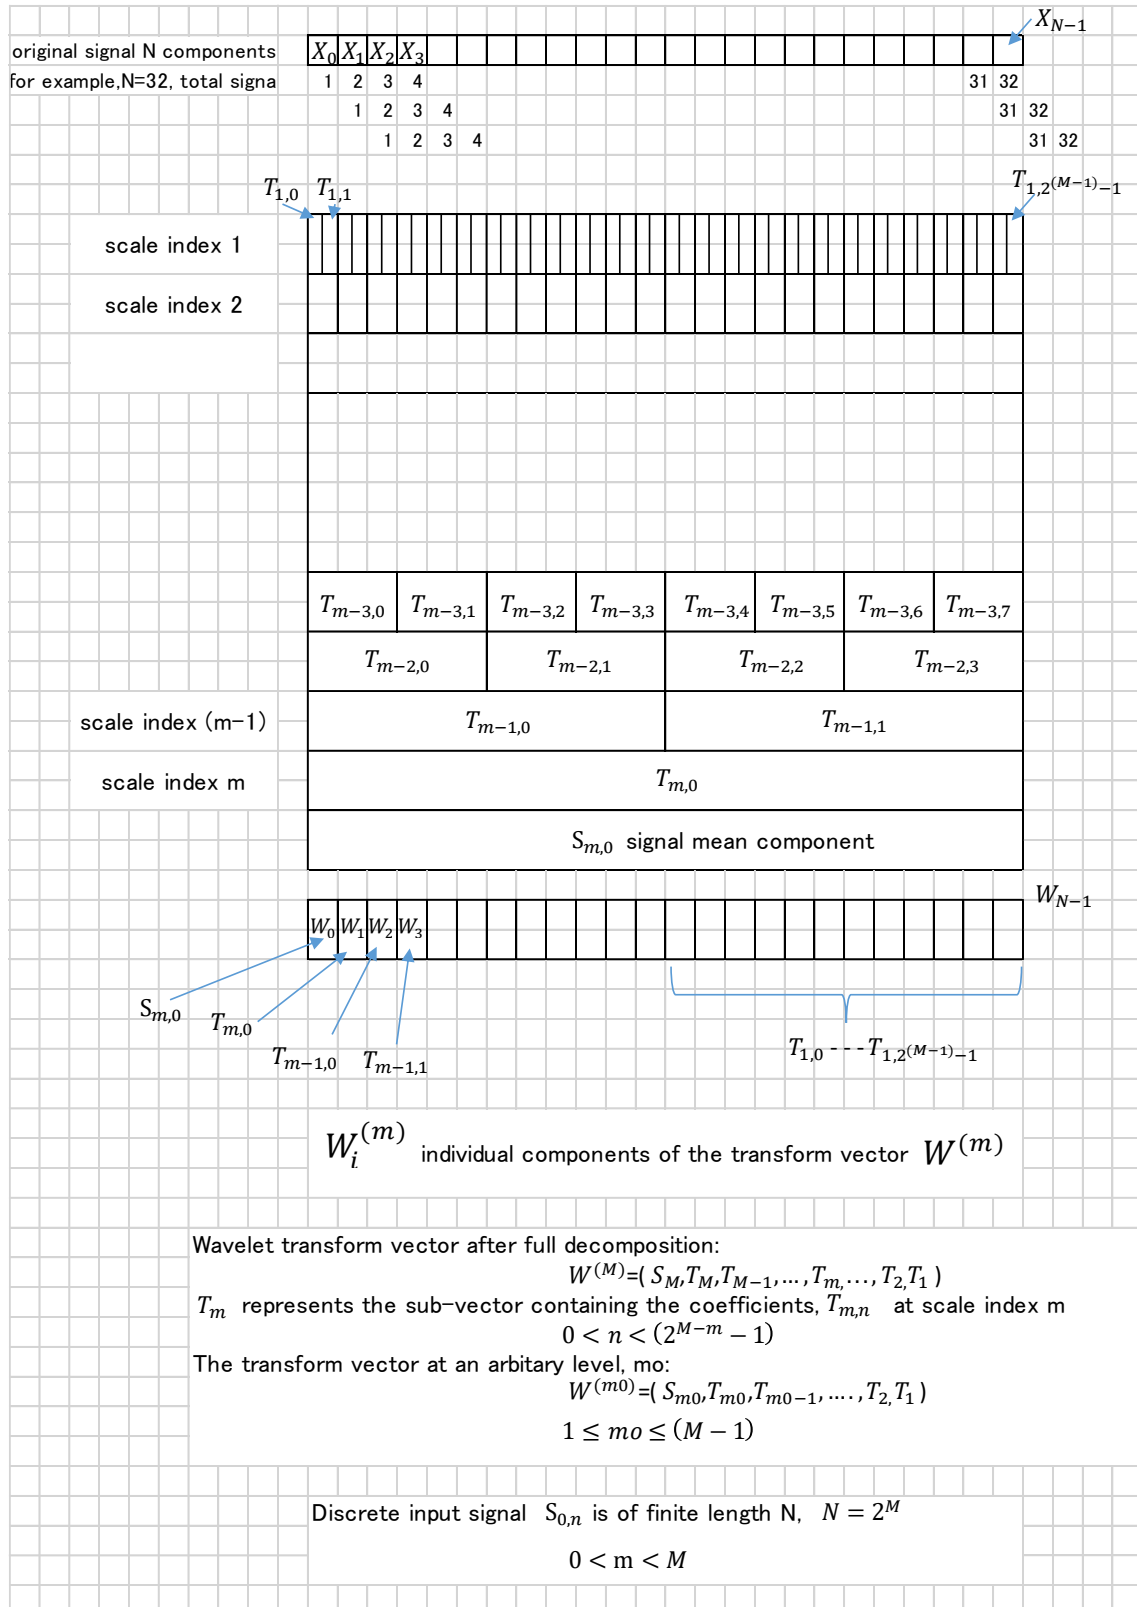 X_{N-1}
original signal N components X_0 X_1 X_2 X_3
for example,N=32, total signa 1 2 3 4 31 32
1 2 3 4 31 32
1 2 3 4 31 32
T_{1,0} T_{1,1} T_{1,2^{(M-1)}-1}
scale index 1
scale index 2
T_{m-3,0} T_{m-3,1} T_{m-3,2} T_{m-3,3} T_{m-3,4} T_{m-3,5} T_{m-3,6} T_{m-3,7}
T_{m-2,0} T_{m-2,1} T_{m-2,2} T_{m-2,3}
scale index (m-1) T_{m-1,0} T_{m-1,1}
scale index m T_{m,0}
S_{m,0} signal mean component
W_{N-1}
W_0 W_1 W_2 W_3
S_{m,0} T_{m,0} T_{m-1,0} T_{m-1,1} T_{1,0} - - - T_{1,2^{(M-1)}-1}
W_i^{(m)} individual components of the transform vector W^{(m)}
Wavelet transform vector after full decomposition:
W^{(M)}=( S_M,T_M,T_{M-1},...,T_{m,}...,T_{2,}T_1 )
T_m represents the sub-vector containing the coefficients, T_{m,n} at scale index m
0 < n < (2^{M-m} − 1)
The transform vector at an arbitary level, mo:
W^{(m0)}=( S_{m0},T_{m0},T_{m0-1},....,T_{2,}T_1 )
1 ≤ mo ≤ (M − 1)
Discrete input signal S_{0,n} is of finite length N, N = 2^M
0 < m < M